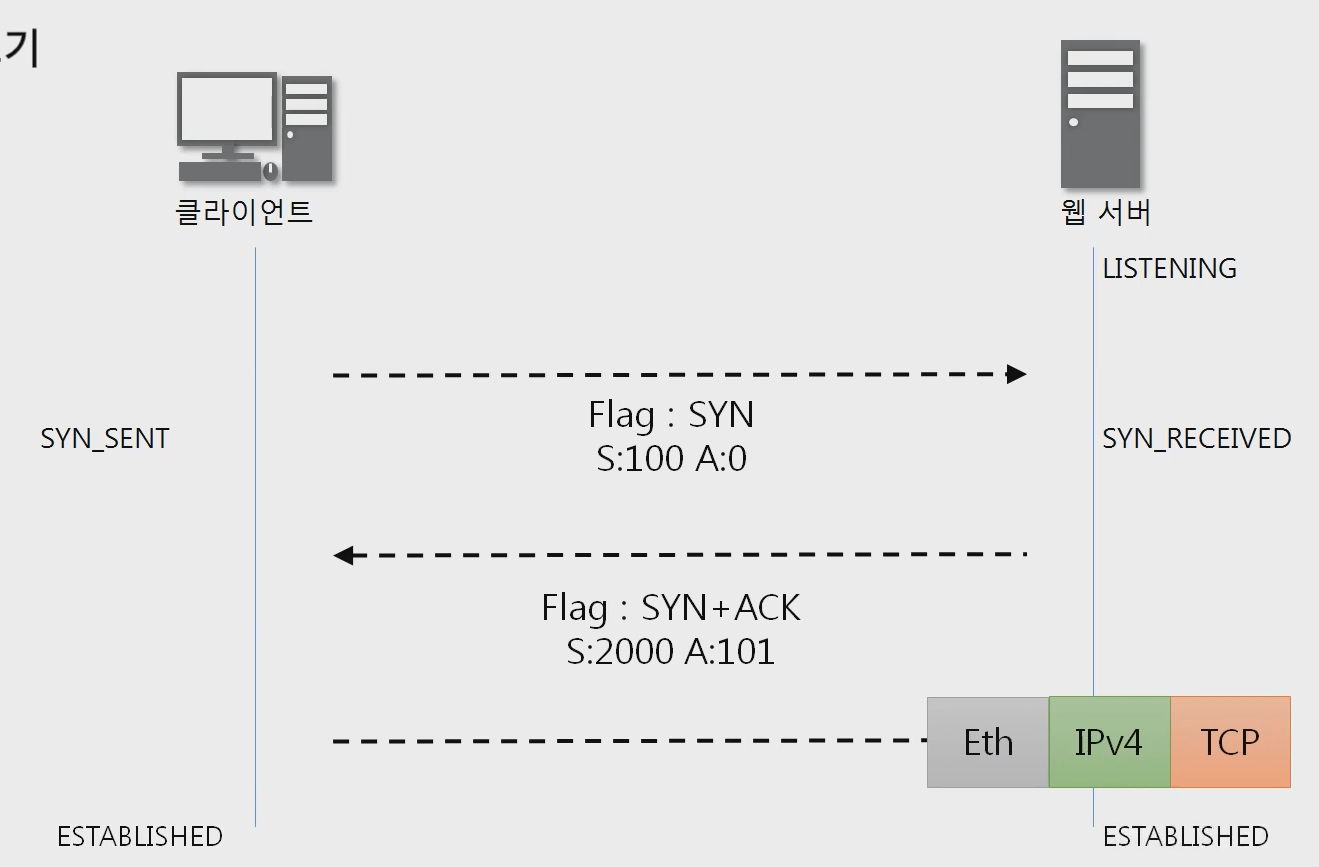 기
클라이언트
웹 서버
LISTENING
Flag : SYN
S:100 A:0
SYN_SENT
SYN_RECEIVED
Flag : SYN+ACK
S:2000 A:101
Eth IPv4 TCP
ESTABLISHED
ESTABLISHED